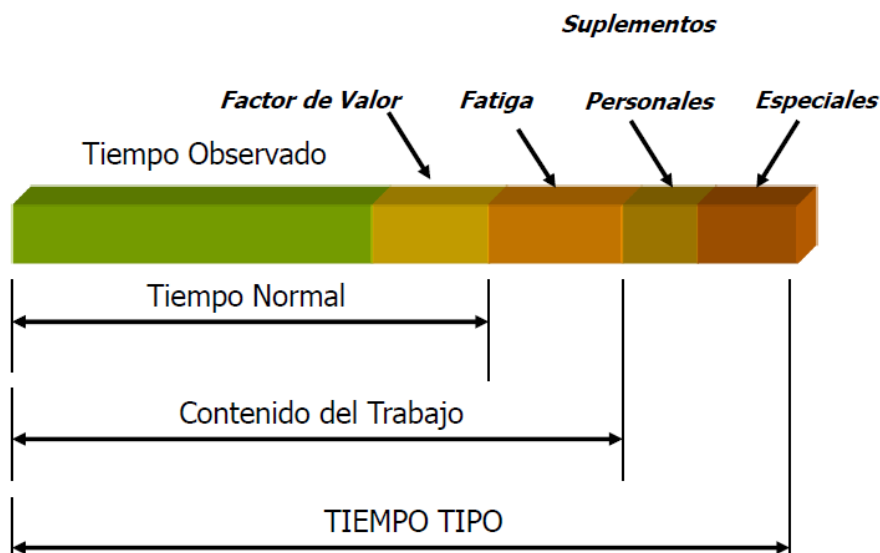 Suplementos
Factor de Valor Fatiga Personales Especiales
Tiempo Observado
Tiempo Normal
Contenido del Trabajo
TIEMPO TIPO